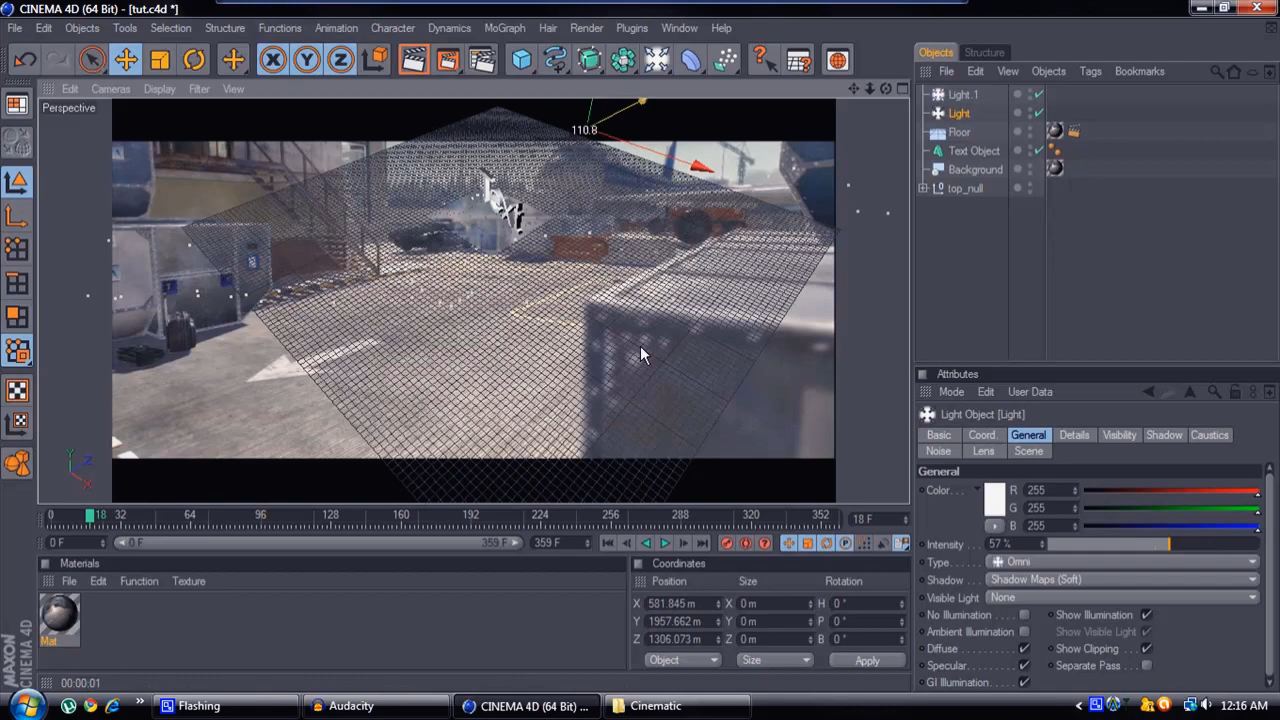 CINEMA 4D (64 Bit) - [tut.c4d *]
File Edit Objects Tools Selection Structure Functions Animation Character Dynamics MoGraph Hair Render Plugins Window Help
X Y Z
Objects Structure
File Edit View Objects Tags Bookmarks
Edit Cameras Display Filter View
Perspective
110.8
Light.1
Light
Floor
Text Object
Background
top_null
Attributes
Mode Edit User Data
Light Object [Light]
Basic Coord. General Details Visibility Shadow Caustics
Noise Lens Scene
General
Color. . . R 255
G 255
B 255
Intensity 57 %
Type . . . Omni
Shadow . Shadow Maps (Soft)
Visible Light None
No Illumination Show Illumination
Ambient Illumination Show Visible Light
Diffuse Show Clipping
Specular. Separate Pass
GI Illumination
Y Z X
0 18 32 64 96 128 160 192 224 256 288 320 352 18 F
0 F 0 F 359 F 359 F
Materials
File Edit Function Texture
Mat
Coordinates
Position Size Rotation
X 581.845 m X 0 m H 0 °
Y 1957.662 m Y 0 m P 0 °
Z 1306.073 m Z 0 m B 0 °
Object Size Apply
MAXON CINEMA 4D
00:00:01
Flashing Audacity CINEMA 4D (64 Bit) ... Cinematic 12:16 AM